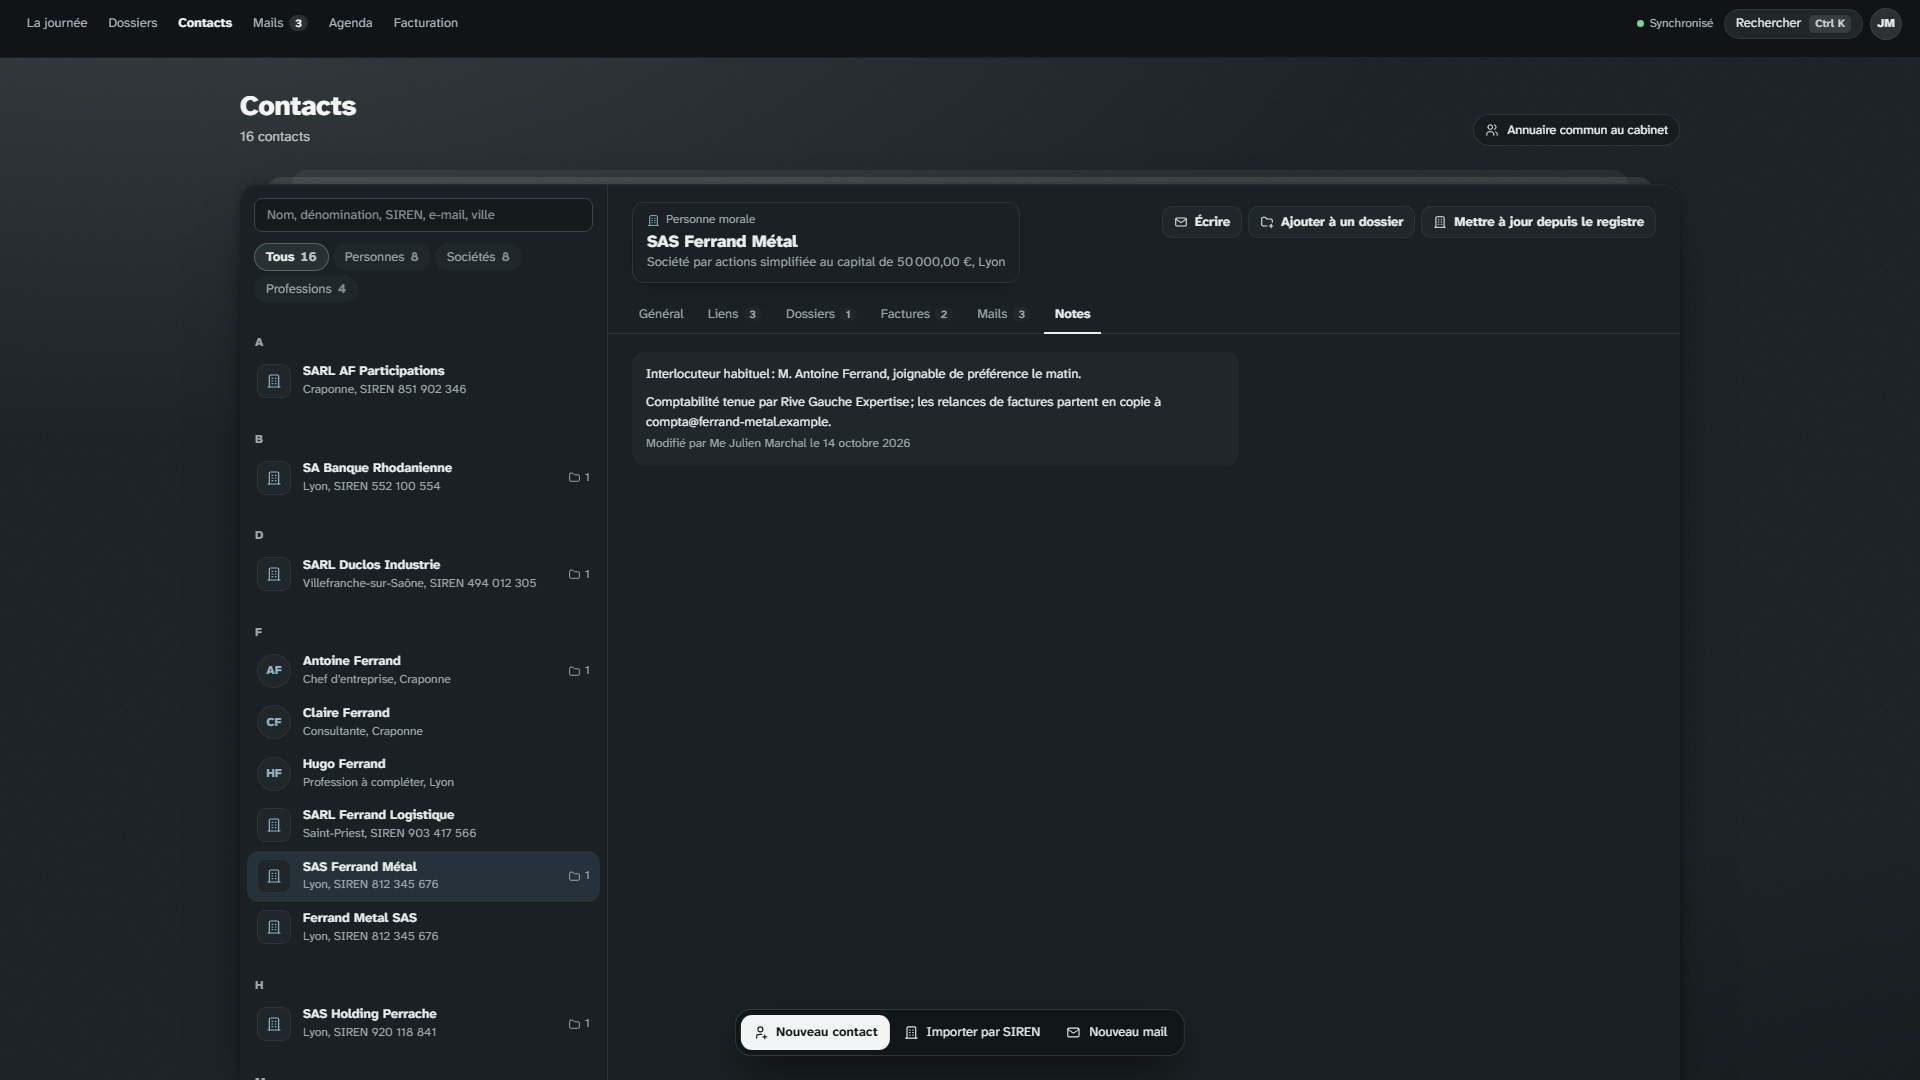 La journée
Dossiers
Contacts
Mails 3
Agenda
Facturation
Synchronisé
Rechercher Ctrl K
JM
Contacts
16 contacts
Annuaire commun au cabinet
Nom, dénomination, SIREN, e-mail, ville
Tous 16
Personnes 8
Sociétés 8
Professions 4
A
SARL AF Participations
Craponne, SIREN 851 902 346
B
SA Banque Rhodanienne
Lyon, SIREN 552 100 554
1
D
SARL Duclos Industrie
Villefranche-sur-Saône, SIREN 494 012 305
1
F
AF
Antoine Ferrand
Chef d'entreprise, Craponne
1
CF
Claire Ferrand
Consultante, Craponne
HF
Hugo Ferrand
Profession à compléter, Lyon
SARL Ferrand Logistique
Saint-Priest, SIREN 903 417 566
SAS Ferrand Métal
Lyon, SIREN 812 345 676
1
Ferrand Metal SAS
Lyon, SIREN 812 345 676
H
SAS Holding Perrache
Lyon, SIREN 920 118 841
1
Personne morale
SAS Ferrand Métal
Société par actions simplifiée au capital de 50 000,00 €, Lyon
Écrire
Ajouter à un dossier
Mettre à jour depuis le registre
Général
Liens 3
Dossiers 1
Factures 2
Mails 3
Notes
Interlocuteur habituel : M. Antoine Ferrand, joignable de préférence le matin.
Comptabilité tenue par Rive Gauche Expertise ; les relances de factures partent en copie à
compta@ferrand-metal.example.
Modifié par Me Julien Marchal le 14 octobre 2026
Nouveau contact
Importer par SIREN
Nouveau mail